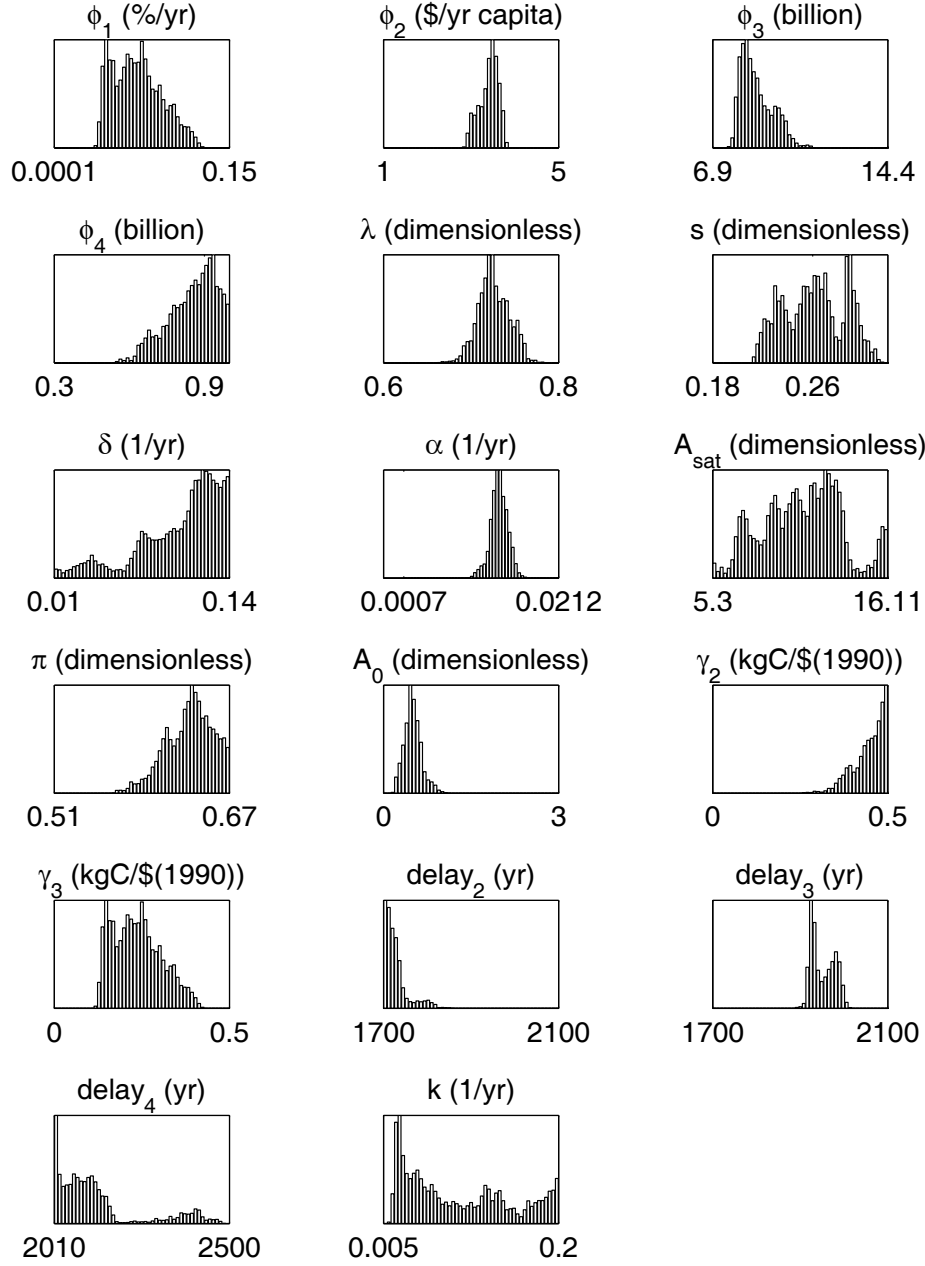 ϕ₁ (%/yr) ϕ₂ ($/yr capita) ϕ₃ (billion)
0.0001 0.15 1 5 6.9 14.4
ϕ₄ (billion) λ (dimensionless) s (dimensionless)
0.3 0.9 0.6 0.8 0.18 0.26
δ (1/yr) α (1/yr) A_sat (dimensionless)
0.01 0.14 0.0007 0.0212 5.3 16.11
π (dimensionless) A₀ (dimensionless) γ₂ (kgC/$(1990))
0.51 0.67 0 3 0 0.5
γ₃ (kgC/$(1990)) delay₂ (yr) delay₃ (yr)
0 0.5 1700 2100 1700 2100
delay₄ (yr) k (1/yr)
2010 2500 0.005 0.2